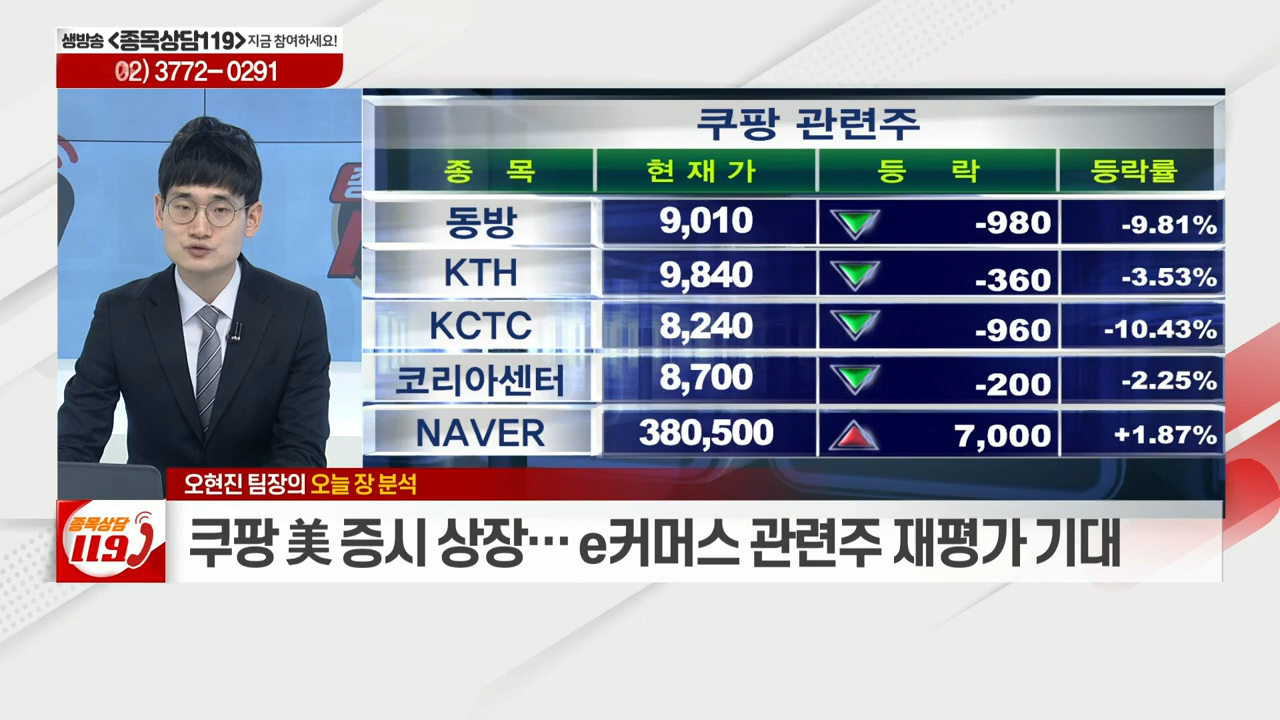 생방송 <종목상담119> 지금 참여하세요!
02) 3772-0291
쿠팡 관련주
종 목 현 재 가 등 락 등락률
동방 9,010 -980 -9.81%
KTH 9,840 -360 -3.53%
KCTC 8,240 -960 -10.43%
코리아센터 8,700 -200 -2.25%
NAVER 380,500 7,000 +1.87%
오현진 팀장의 오늘 장 분석
종목상담
119
쿠팡 美 증시 상장… e커머스 관련주 재평가 기대